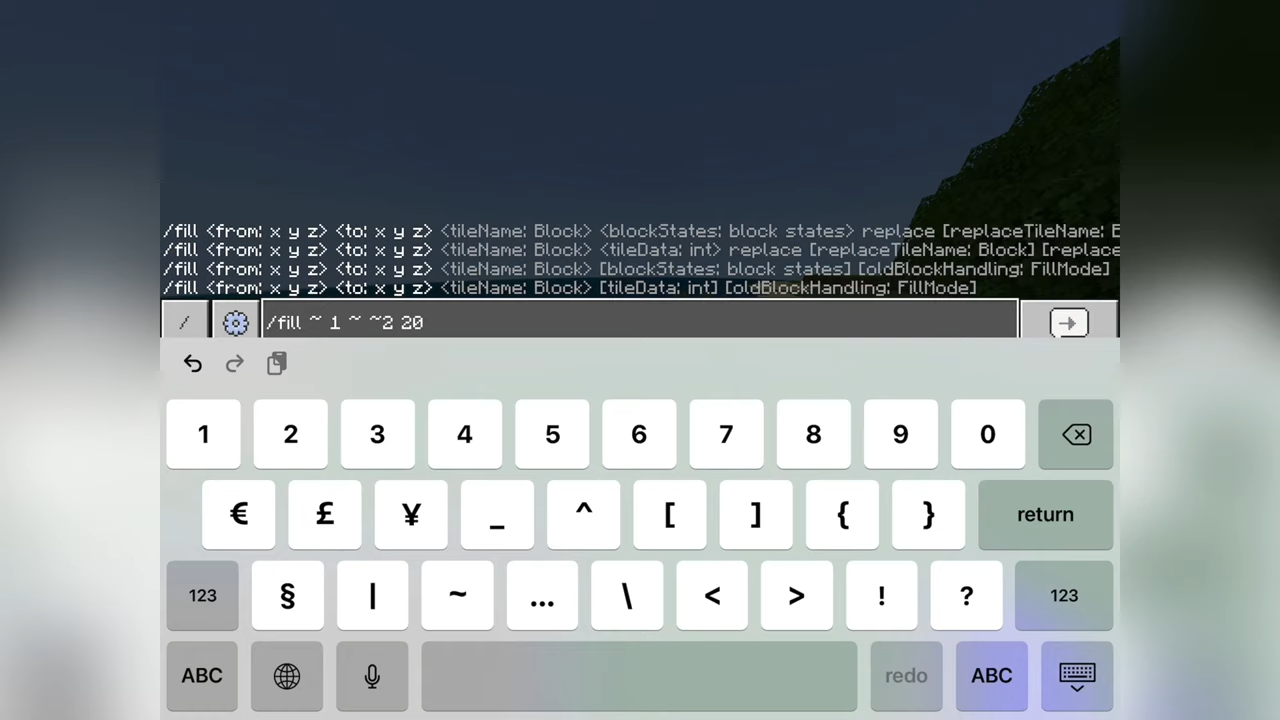 /fill <from: x y z> <to: x y z> <tileName: Block> <blockStates: block states> replace [replaceTileName: B
/fill <from: x y z> <to: x y z> <tileName: Block> <tileData: int> replace [replaceTileName: Block] [replace
/fill <from: x y z> <to: x y z> <tileName: Block> [blockStates: block states] [oldBlockHandling: FillMode]
/fill <from: x y z> <to: x y z> <tileName: Block> [tileData: int] [oldBlockHandling: FillMode]
/ /fill ~ 1 ~ ~2 20
1 2 3 4 5 6 7 8 9 0
€ £ ¥ _ ^ [ ] { } return
123 § | ~ ... \ < > ! ? 123
ABC redo ABC